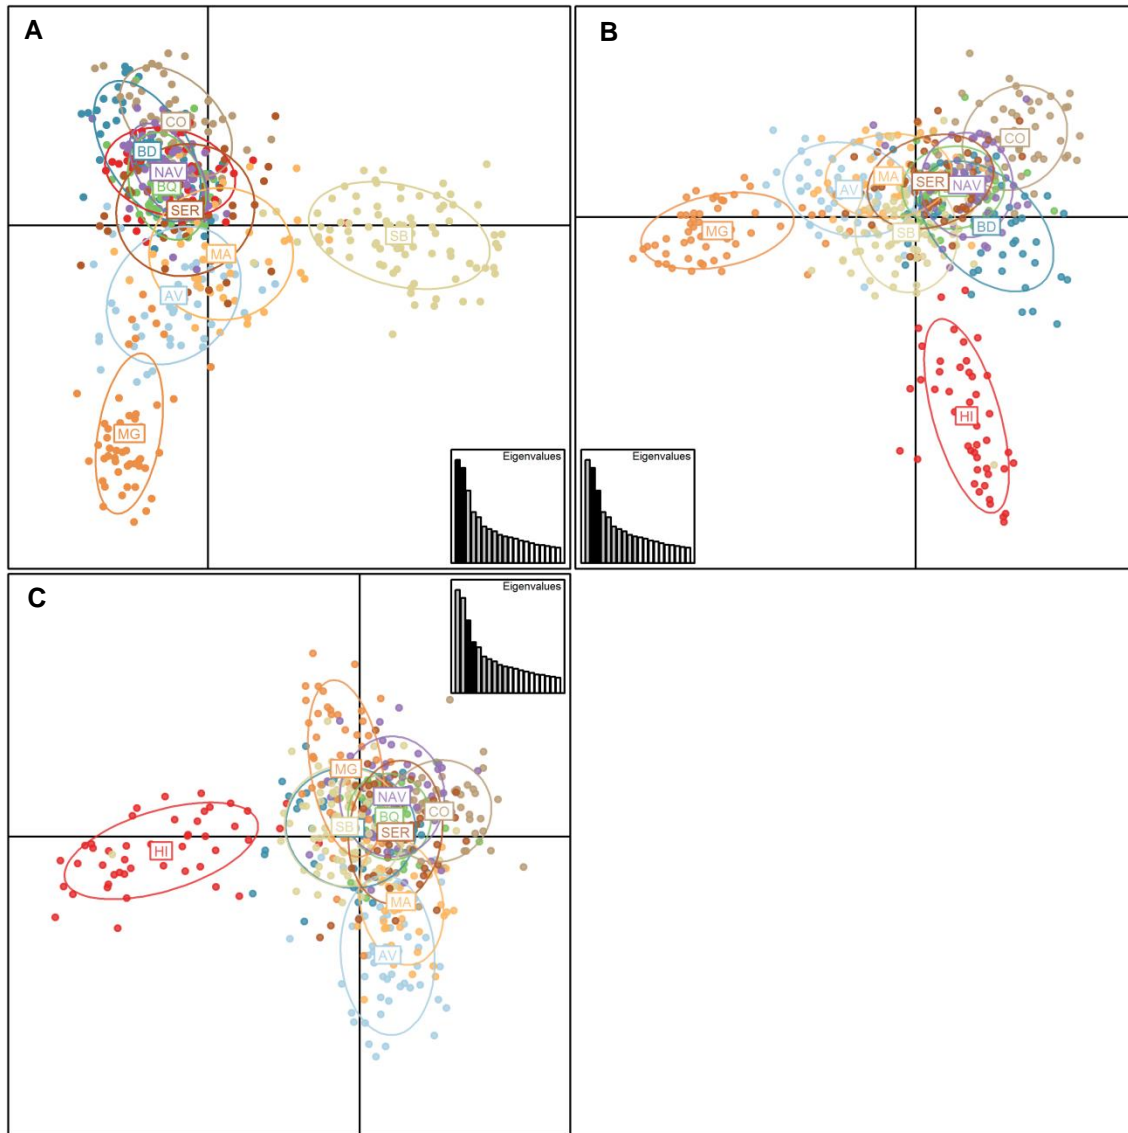 A
CO
BD
NAV
BQ
SER
MA
SB
AV
MG
Eigenvalues
B
CO
MA
SER
NAV
AV
BD
SB
MG
HI
Eigenvalues
C
Eigenvalues
MG
NAV
CO
BQ
SB
SER
HI
MA
AV